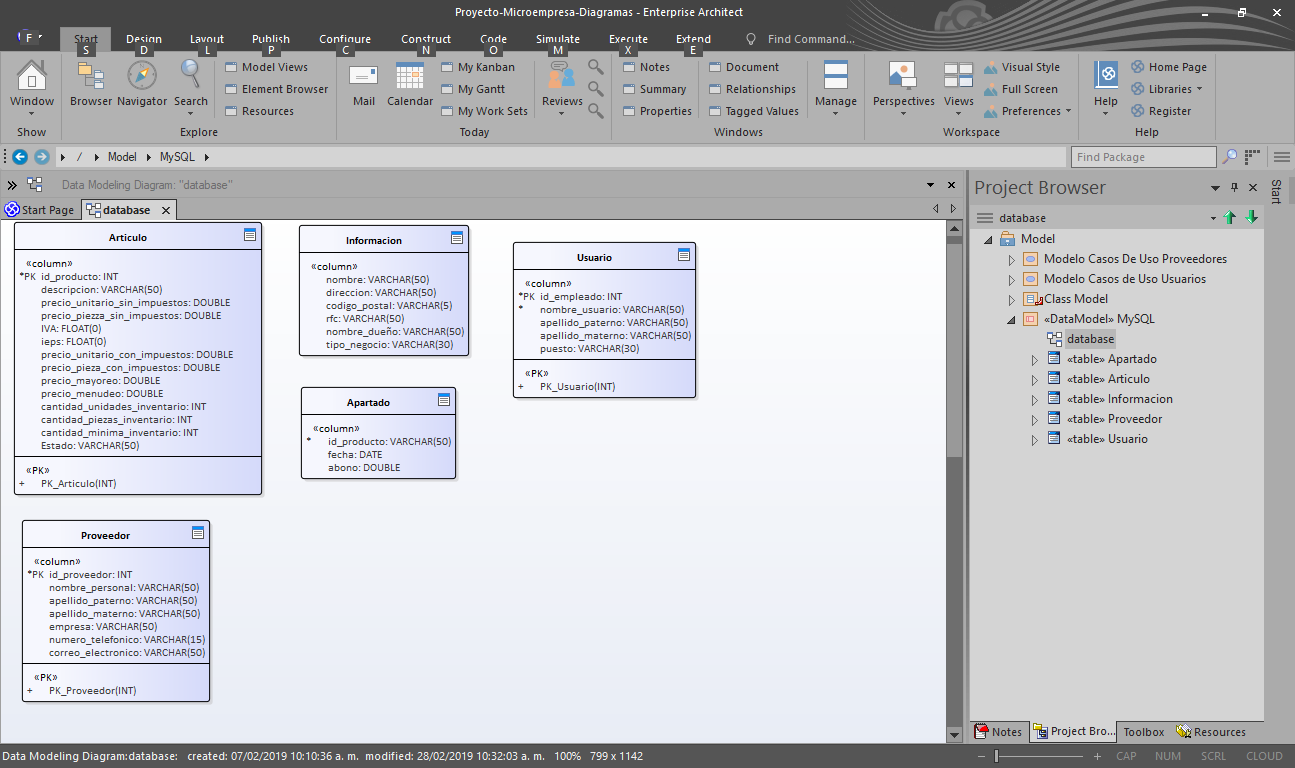 Proyecto-Microempresa-Diagramas - Enterprise Architect
F
Start Design Layout Publish Configure Construct Code Simulate Execute Extend Find Command...
S D L P C N O M X E
Window
Show
Browser Navigator Search
Model Views
Element Browser
Resources
Explore
Mail Calendar
My Kanban
My Gantt
My Work Sets
Today
Reviews
Notes
Summary
Properties
Document
Relationships
Tagged Values
Windows
Manage
Perspectives Views
Visual Style
Full Screen
Preferences
Workspace
Help
Home Page
Libraries
Register
Help
/ Model MySQL
Find Package
Data Modeling Diagram: "database"
Start Page database
Articulo
«column»
*PK id_producto: INT
descripcion: VARCHAR(50)
precio_unitario_sin_impuestos: DOUBLE
precio_piezza_sin_impuestos: DOUBLE
IVA: FLOAT(0)
ieps: FLOAT(0)
precio_unitario_con_impuestos: DOUBLE
precio_pieza_con_impuestos: DOUBLE
precio_mayoreo: DOUBLE
precio_menudeo: DOUBLE
cantidad_unidades_inventario: INT
cantidad_piezas_inventario: INT
cantidad_minima_inventario: INT
Estado: VARCHAR(50)
«PK»
+ PK_Articulo(INT)
Informacion
«column»
nombre: VARCHAR(50)
direccion: VARCHAR(50)
codigo_postal: VARCHAR(5)
rfc: VARCHAR(50)
nombre_dueño: VARCHAR(50)
tipo_negocio: VARCHAR(30)
Usuario
«column»
*PK id_empleado: INT
* nombre_usuario: VARCHAR(50)
apellido_paterno: VARCHAR(50)
apellido_materno: VARCHAR(50)
puesto: VARCHAR(30)
«PK»
+ PK_Usuario(INT)
Apartado
«column»
* id_producto: VARCHAR(50)
fecha: DATE
abono: DOUBLE
Proveedor
«column»
*PK id_proveedor: INT
nombre_personal: VARCHAR(50)
apellido_paterno: VARCHAR(50)
apellido_materno: VARCHAR(50)
empresa: VARCHAR(50)
numero_telefonico: VARCHAR(15)
correo_electronico: VARCHAR(50)
«PK»
+ PK_Proveedor(INT)
Project Browser
Start
database
Model
Modelo Casos De Uso Proveedores
Modelo Casos de Uso Usuarios
Class Model
«DataModel» MySQL
database
«table» Apartado
«table» Articulo
«table» Informacion
«table» Proveedor
«table» Usuario
Notes Project Bro... Toolbox Resources
Data Modeling Diagram:database: created: 07/02/2019 10:10:36 a. m. modified: 28/02/2019 10:32:03 a. m. 100% 799 x 1142
CAP NUM SCRL CLOUD